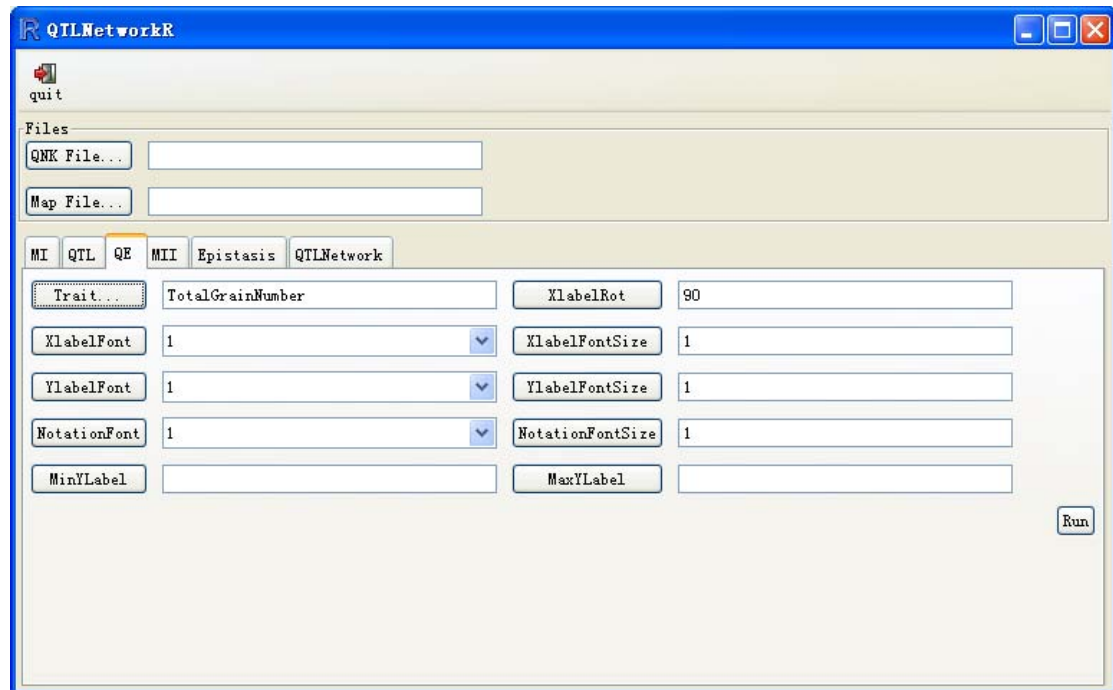 QTLNetworkR
quit
Files
QNK File...
Map File...
MI QTL QE MII Epistasis QTLNetwork
Trait... TotalGrainNumber XlabelRot 90
XlabelFont 1 XlabelFontSize 1
YlabelFont 1 YlabelFontSize 1
NotationFont 1 NotationFontSize 1
MinYLabel MaxYLabel
Run